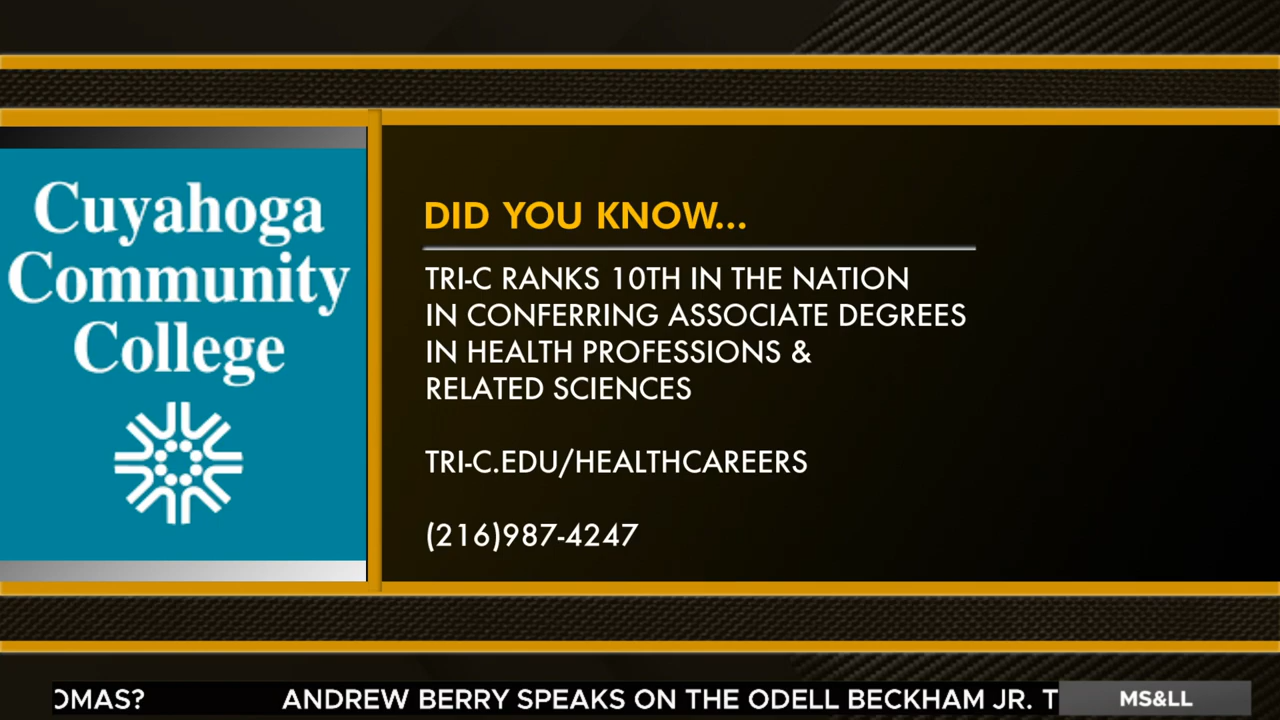 Cuyahoga
Community
College
DID YOU KNOW...
TRI-C RANKS 10TH IN THE NATION
IN CONFERRING ASSOCIATE DEGREES
IN HEALTH PROFESSIONS &
RELATED SCIENCES
TRI-C.EDU/HEALTHCAREERS
(216)987-4247
OMAS? ANDREW BERRY SPEAKS ON THE ODELL BECKHAM JR. T
MS&LL